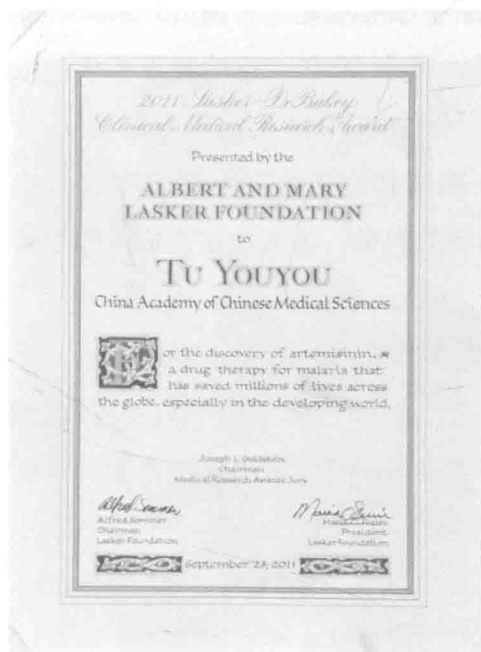 2011 Lasker-DeBakey
Clinical Medical Research Award
Presented by the
ALBERT AND MARY
LASKER FOUNDATION
to
TU YOUYOU
China Academy of Chinese Medical Sciences
For the discovery of artemisinin, a
a drug therapy for malaria that
has saved millions of lives across
the globe, especially in the developing world.
Joseph L. Goldstein
Chairman
Medical Research Awards Jury
Alfred Sommer
Alfred Sommer
Chairman
Lasker Foundation
Maria
President
Lasker Foundation
September 23, 2011